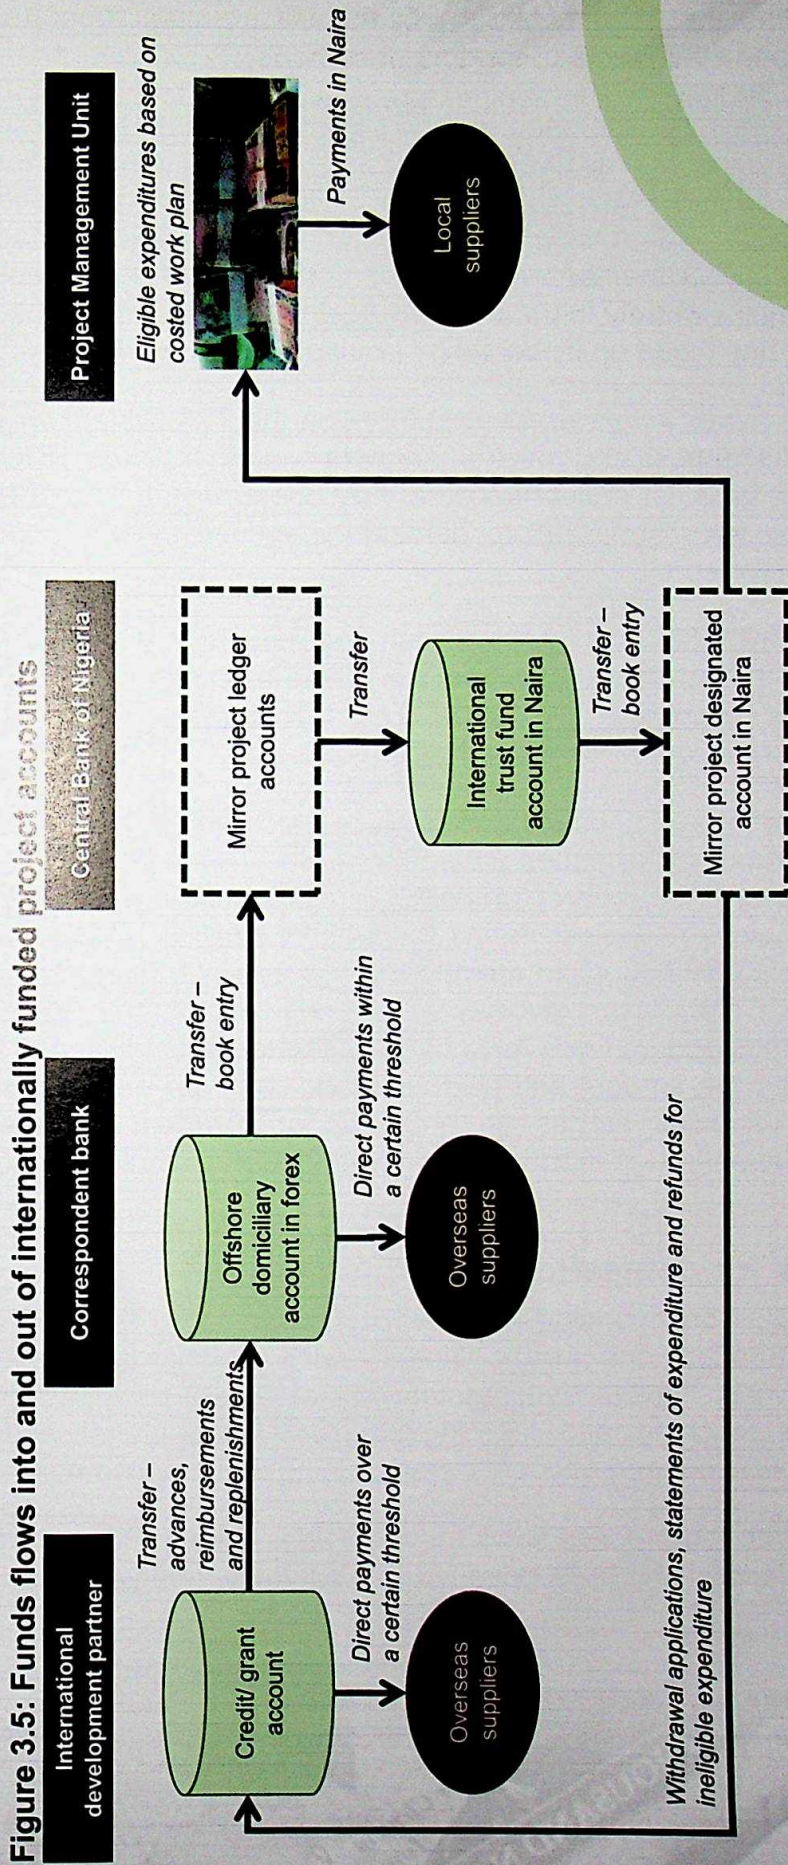 Figure 3.5: Funds flows into and out of internationally funded project accounts
International
development partner
Correspondent bank
Central Bank of Nigeria
Project Management Unit
Credit/ grant
account
Transfer –
advances,
reimbursements
and replenishments
Direct payments over
a certain threshold
Overseas
suppliers
Offshore
domiciliary
account in forex
Transfer –
book entry
Direct payments within
a certain threshold
Overseas
suppliers
Mirror project ledger
accounts
Transfer
International
trust fund
account in Naira
Transfer –
book entry
Mirror project designated
account in Naira
Eligible expenditures based on
costed work plan
Payments in Naira
Local
suppliers
Withdrawal applications, statements of expenditure and refunds for
ineligible expenditure